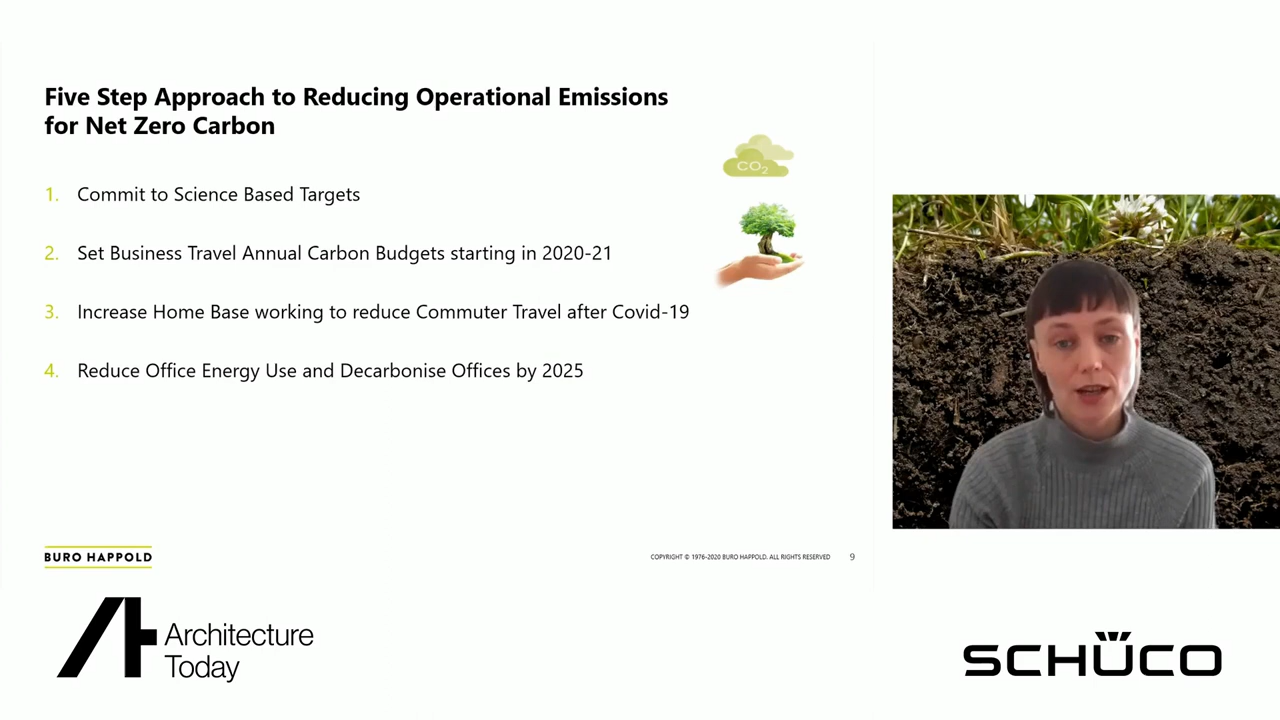 Five Step Approach to Reducing Operational Emissions
for Net Zero Carbon
CO2
1. Commit to Science Based Targets
2. Set Business Travel Annual Carbon Budgets starting in 2020-21
3. Increase Home Base working to reduce Commuter Travel after Covid-19
4. Reduce Office Energy Use and Decarbonise Offices by 2025
BURO HAPPOLD
COPYRIGHT © 1976-2020 BURO HAPPOLD. ALL RIGHTS RESERVED
9
Architecture
Today
SCHÜCO